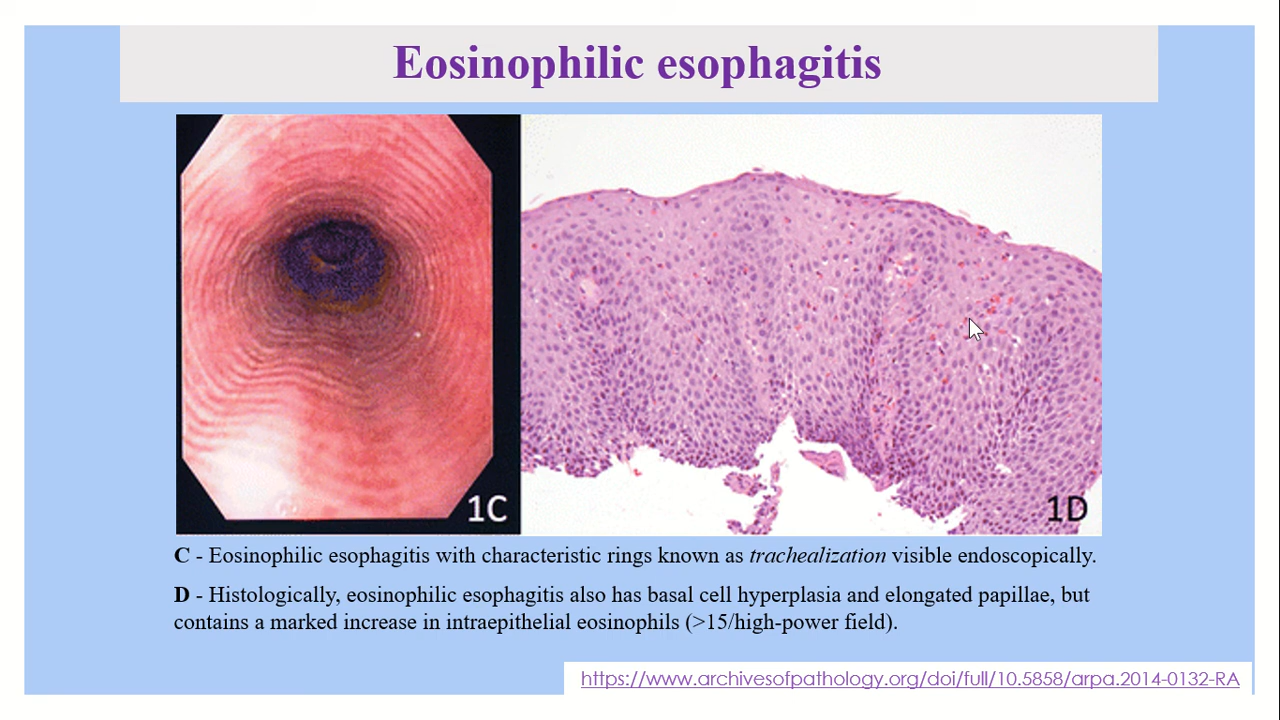 Eosinophilic esophagitis
1C
1D
C - Eosinophilic esophagitis with characteristic rings known as trachealization visible endoscopically.
D - Histologically, eosinophilic esophagitis also has basal cell hyperplasia and elongated papillae, but
contains a marked increase in intraepithelial eosinophils (>15/high-power field).
https://www.archivesofpathology.org/doi/full/10.5858/arpa.2014-0132-RA